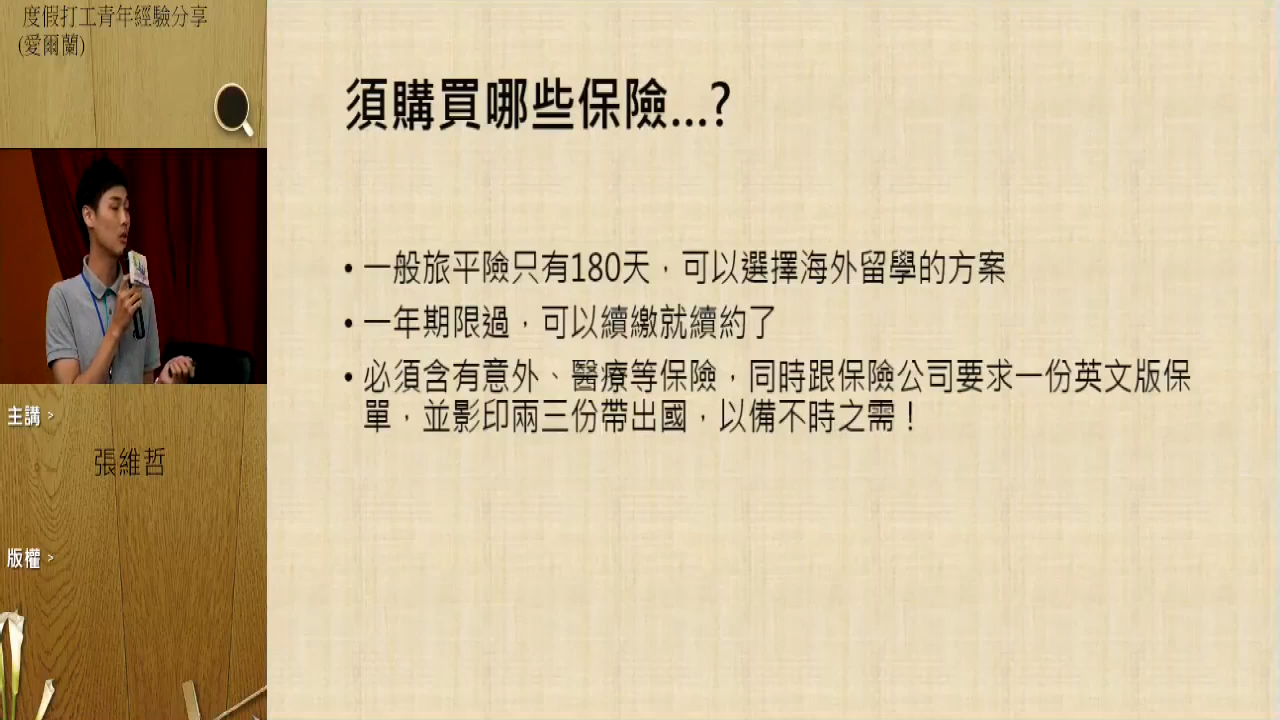 度假打工青年經驗分享
(愛爾蘭)
主講 >
張維哲
版權 >
須購買哪些保險...?
• 一般旅平險只有180天，可以選擇海外留學的方案
• 一年期限過，可以續繳就續約了
• 必須含有意外、醫療等保險，同時跟保險公司要求一份英文版保
單，並影印兩三份帶出國，以備不時之需！